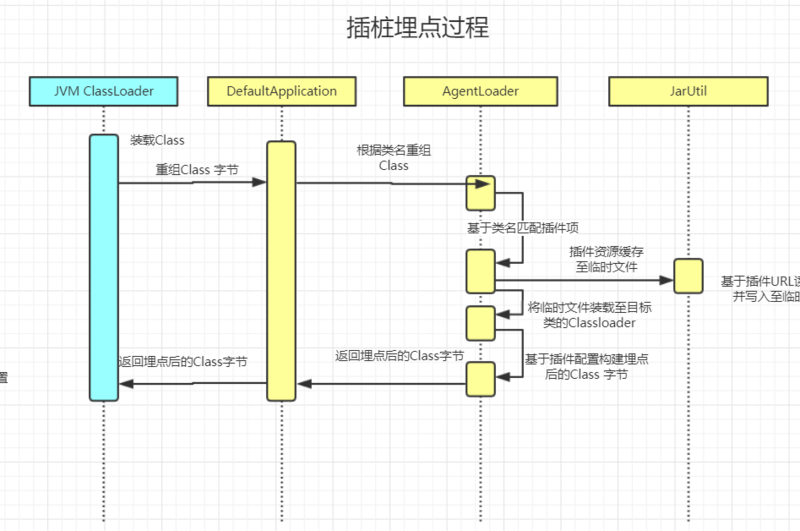 插桩埋点过程
JVM ClassLoader
DefaultApplication
AgentLoader
JarUtil
装载Class
重组Class 字节
根据类名重组
Class
基于类名匹配插件项
插件资源缓存
至临时文件
基于插件URL
并写入至临
将临时文件装载至目标
类的Classloader
返回埋点后的Class字节
返回埋点后的Class字节
基于插件配置构建埋点
后的Class 字节
置